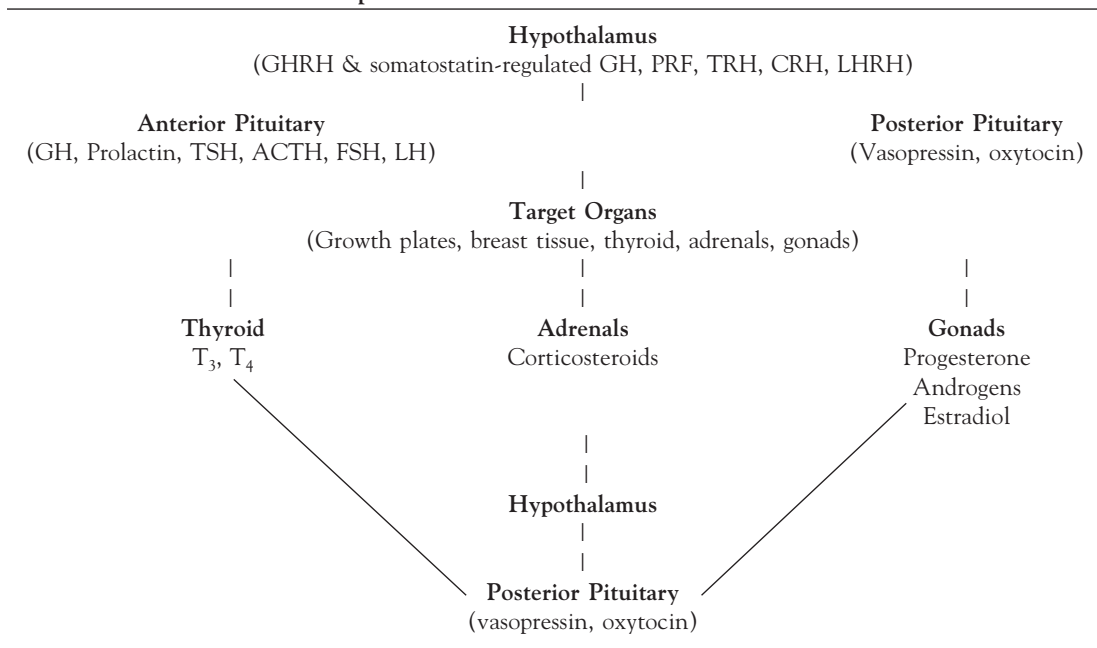 Hypothalamus
(GHRH & somatostatin-regulated GH, PRF, TRH, CRH, LHRH)
Anterior Pituitary
(GH, Prolactin, TSH, ACTH, FSH, LH)
Posterior Pituitary
(Vasopressin, oxytocin)
Target Organs
(Growth plates, breast tissue, thyroid, adrenals, gonads)
Thyroid
T₃, T₄
Adrenals
Corticosteroids
Gonads
Progesterone
Androgens
Estradiol
Hypothalamus
Posterior Pituitary
(vasopressin, oxytocin)